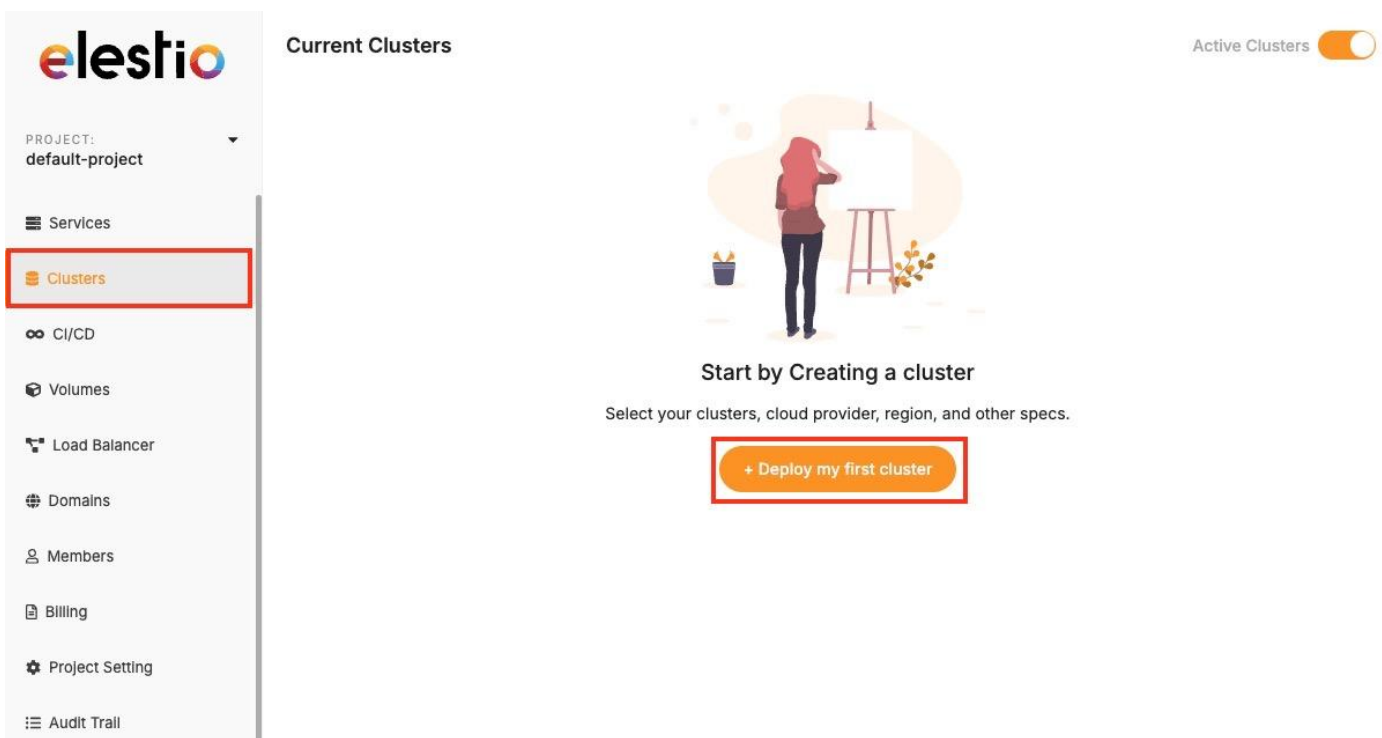 elestio
PROJECT:
default-project
Services
Clusters
CI/CD
Volumes
Load Balancer
Domains
Members
Billing
Project Setting
Audit Trail
Current Clusters
Active Clusters
Start by Creating a cluster
Select your clusters, cloud provider, region, and other specs.
+ Deploy my first cluster